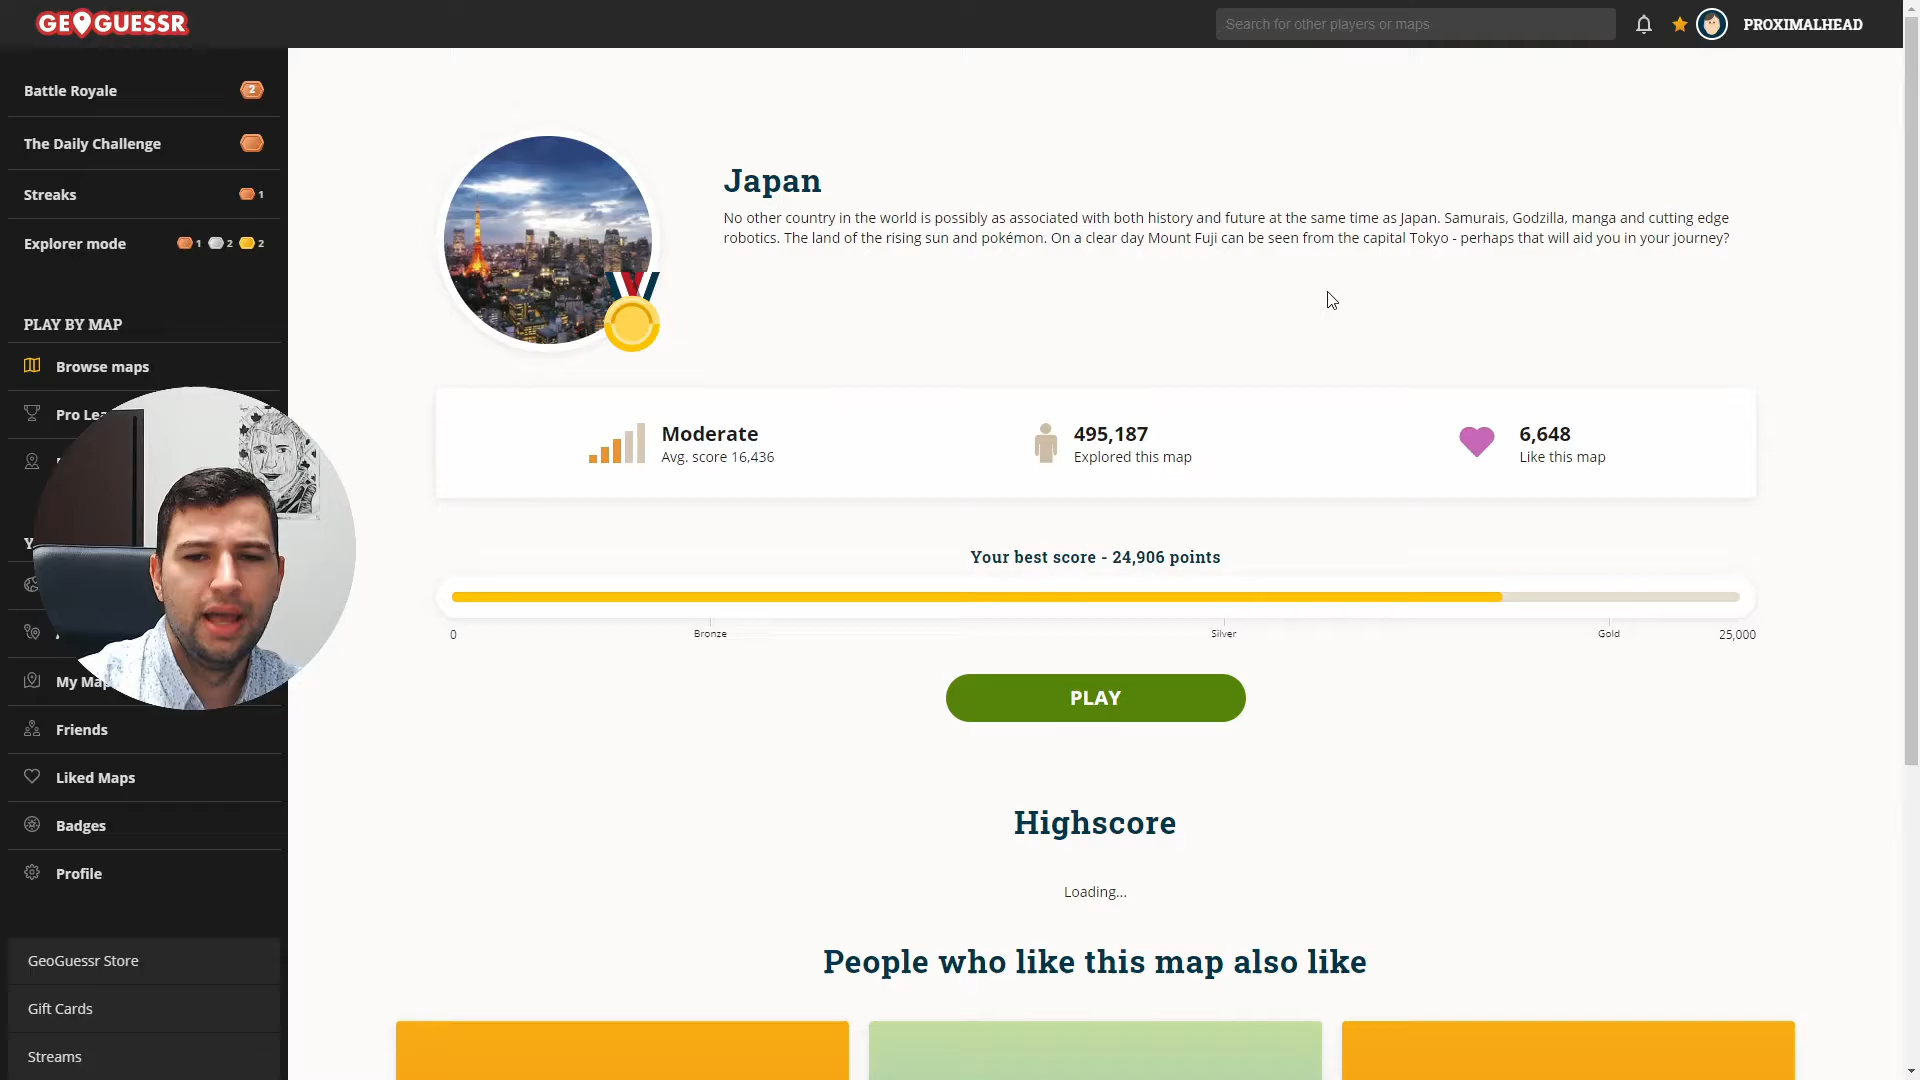 GEOGUESSR
Search for other players or maps
PROXIMALHEAD
Battle Royale 2
The Daily Challenge
Streaks 1
Explorer mode 1 2 2
PLAY BY MAP
Browse maps
Pro Lea
Y
My Ma
Friends
Liked Maps
Badges
Profile
GeoGuessr Store
Gift Cards
Streams
Japan
No other country in the world is possibly as associated with both history and future at the same time as Japan. Samurais, Godzilla, manga and cutting edge
robotics. The land of the rising sun and pokémon. On a clear day Mount Fuji can be seen from the capital Tokyo - perhaps that will aid you in your journey?
Moderate
Avg. score 16,436
495,187
Explored this map
6,648
Like this map
Your best score - 24,906 points
0 Bronze Silver Gold 25,000
PLAY
Highscore
Loading...
People who like this map also like